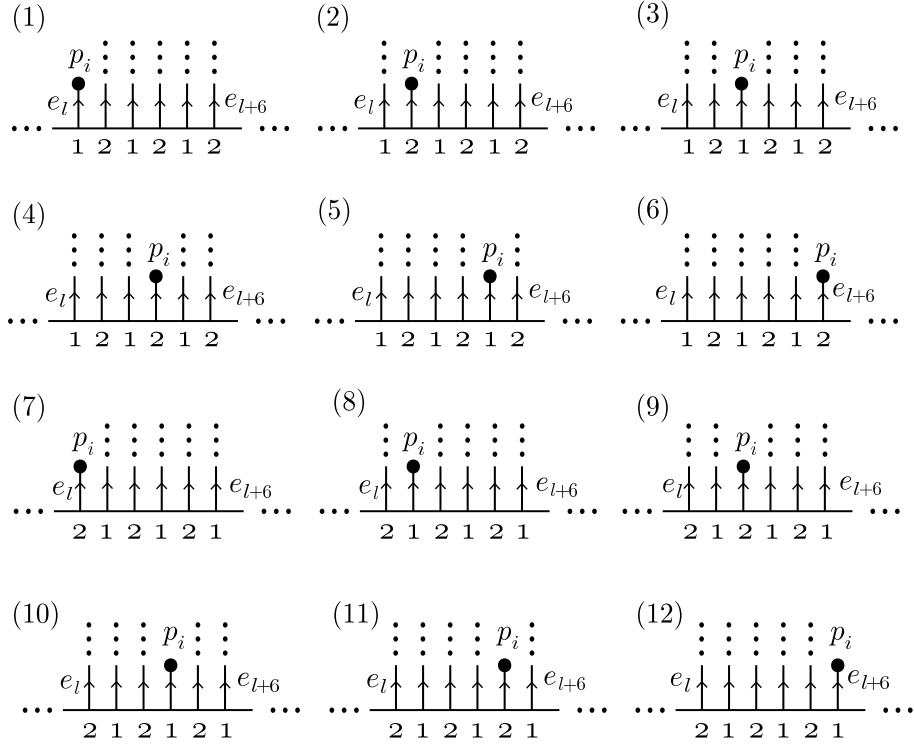 (1) (2) (3)
p_i p_i p_i
e_l e_{l+6} e_l e_{l+6} e_l e_{l+6}
1 2 1 2 1 2 1 2 1 2 1 2 1 2 1 2 1 2
(4) (5) (6)
p_i p_i p_i
e_l e_{l+6} e_l e_{l+6} e_l e_{l+6}
1 2 1 2 1 2 1 2 1 2 1 2 1 2 1 2 1 2
(7) (8) (9)
p_i p_i p_i
e_l e_{l+6} e_l e_{l+6} e_l e_{l+6}
2 1 2 1 2 1 2 1 2 1 2 1 2 1 2 1 2 1
(10) (11) (12)
p_i p_i p_i
e_l e_{l+6} e_l e_{l+6} e_l e_{l+6}
2 1 2 1 2 1 2 1 2 1 2 1 2 1 2 1 2 1